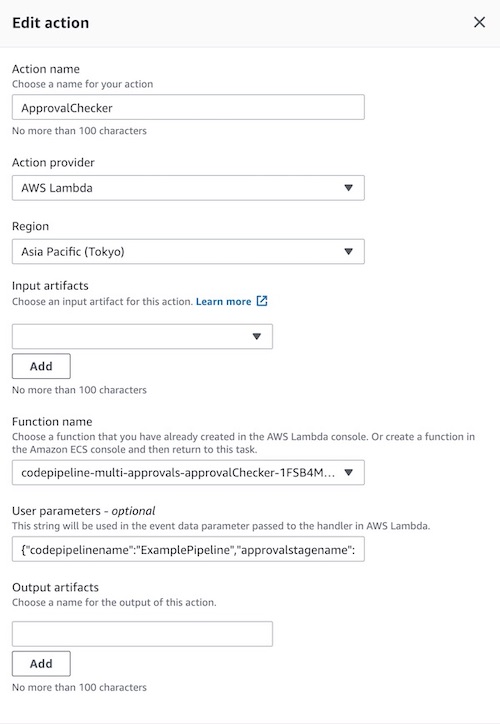 Edit action
Action name
Choose a name for your action
ApprovalChecker
No more than 100 characters
Action provider
AWS Lambda
Region
Asia Pacific (Tokyo)
Input artifacts
Choose an input artifact for this action. Learn more
Add
No more than 100 characters
Function name
Choose a function that you have already created in the AWS Lambda console. Or create a function in
the Amazon ECS console and then return to this task.
codepipeline-multi-approvals-approvalChecker-1FSB4M...
User parameters - optional
This string will be used in the event data parameter passed to the handler in AWS Lambda.
{"codepipelinename":"ExamplePipeline","approvalstagename":
Output artifacts
Choose a name for the output of this action.
Add
No more than 100 characters